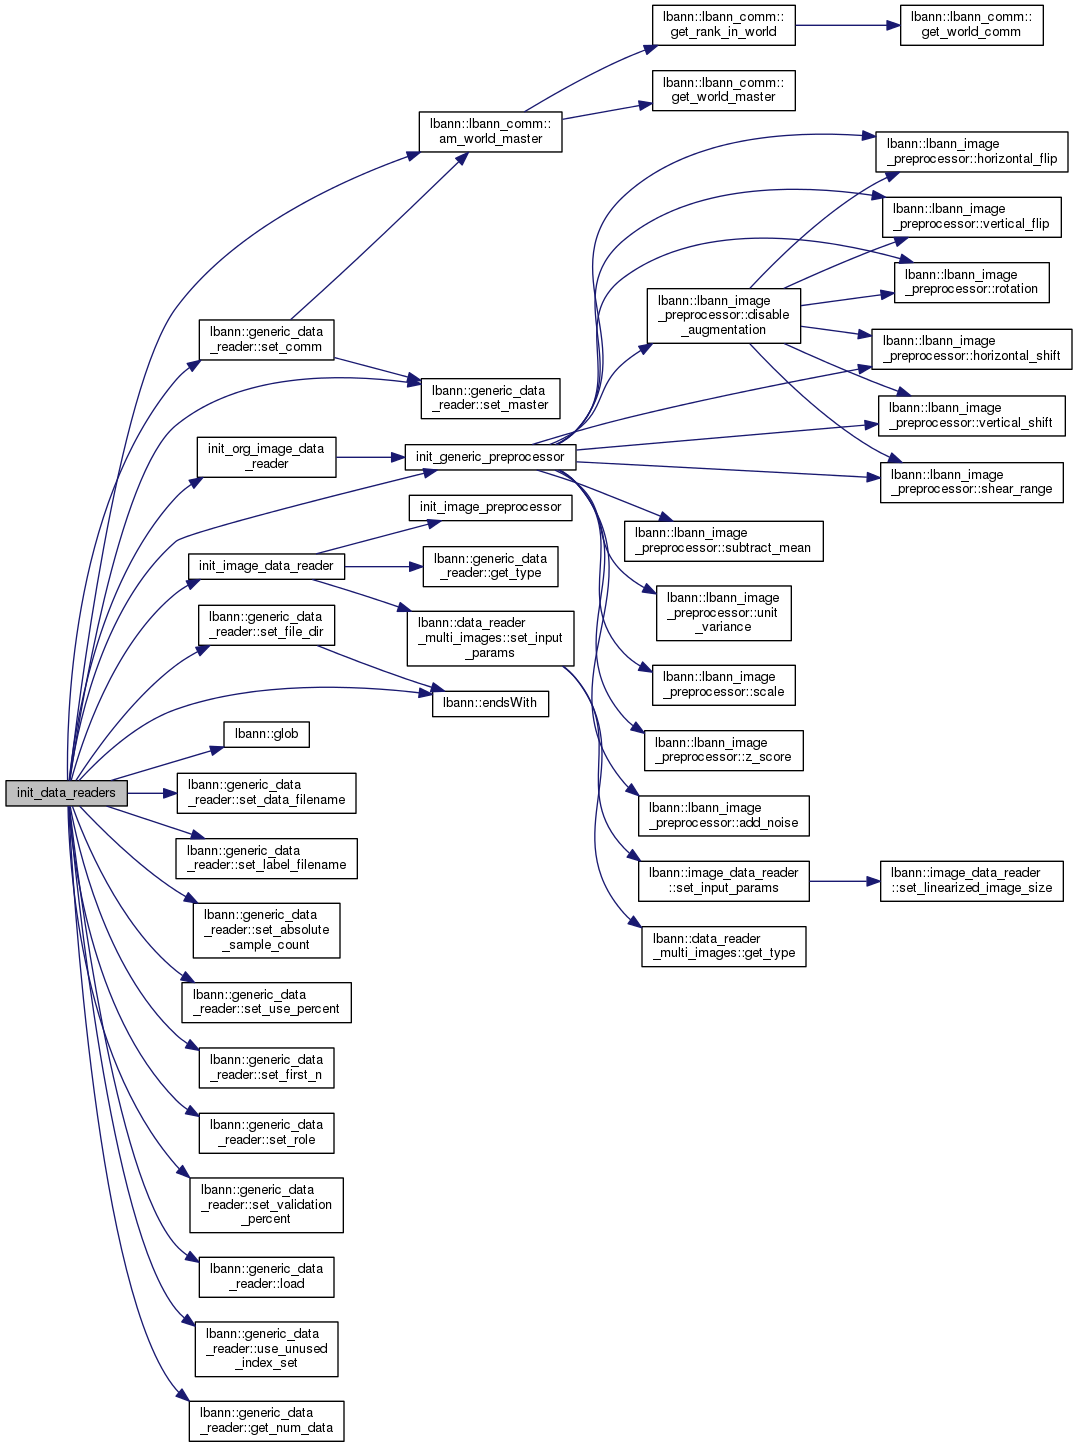 lbann::lbann_comm::
get_rank_in_world
lbann::lbann_comm::
get_world_comm
lbann::lbann_comm::
get_world_master
lbann::lbann_comm::
am_world_master
lbann::lbann_image
_preprocessor::horizontal_flip
lbann::lbann_image
_preprocessor::vertical_flip
lbann::lbann_image
_preprocessor::rotation
lbann::lbann_image
_preprocessor::disable
_augmentation
lbann::generic_data
_reader::set_comm
lbann::lbann_image
_preprocessor::horizontal_shift
lbann::generic_data
_reader::set_master
lbann::lbann_image
_preprocessor::vertical_shift
init_org_image_data
_reader
init_generic_preprocessor
lbann::lbann_image
_preprocessor::shear_range
init_image_preprocessor
lbann::lbann_image
_preprocessor::subtract_mean
init_image_data_reader
lbann::generic_data
_reader::get_type
lbann::lbann_image
_preprocessor::unit
_variance
lbann::generic_data
_reader::set_file_dir
lbann::data_reader
_multi_images::set_input
_params
lbann::lbann_image
_preprocessor::scale
lbann::endsWith
lbann::glob
lbann::lbann_image
_preprocessor::z_score
init_data_readers
lbann::generic_data
_reader::set_data_filename
lbann::lbann_image
_preprocessor::add_noise
lbann::generic_data
_reader::set_label_filename
lbann::image_data_reader
::set_input_params
lbann::image_data_reader
::set_linearized_image_size
lbann::generic_data
_reader::set_absolute
_sample_count
lbann::data_reader
_multi_images::get_type
lbann::generic_data
_reader::set_use_percent
lbann::generic_data
_reader::set_first_n
lbann::generic_data
_reader::set_role
lbann::generic_data
_reader::set_validation
_percent
lbann::generic_data
_reader::load
lbann::generic_data
_reader::use_unused
_index_set
lbann::generic_data
_reader::get_num_data